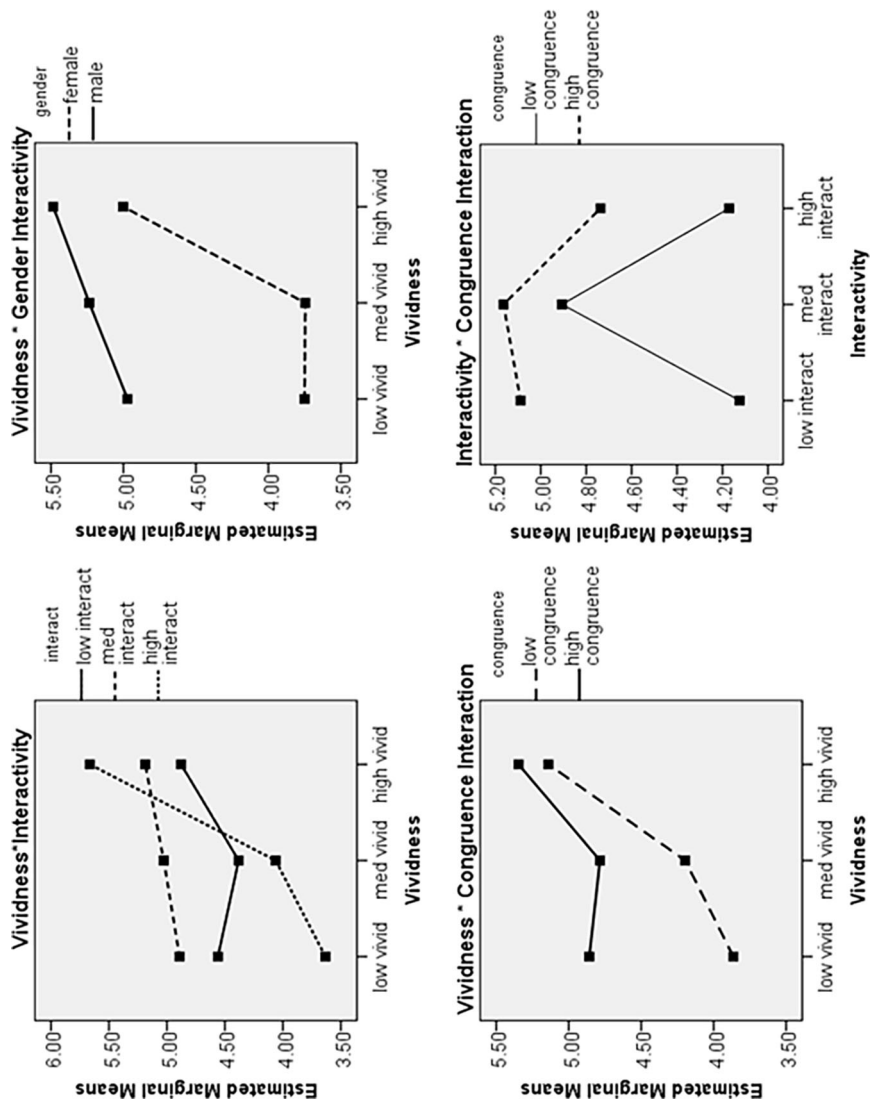 Vividness*Interactivity
Estimated Marginal Means
6.00
5.50
5.00
4.50
4.00
3.50
low vivid
med vivid
high vivid
Vividness
interact
low interact
med
interact
high
interact
Vividness * Gender Interactivity
Estimated Marginal Means
5.50
5.00
4.50
4.00
3.50
low vivid
med vivid
high vivid
Vividness
gender
female
male
Vividness * Congruence Interaction
Estimated Marginal Means
5.50
5.00
4.50
4.00
3.50
low vivid
med vivid
high vivid
Vividness
congruence
low
congruence
high
congruence
Interactivity * Congruence Interaction
Estimated Marginal Means
5.20
5.00
4.80
4.60
4.40
4.20
4.00
low interact
med
interact
high
interact
Interactivity
congruence
low
congruence
high
congruence